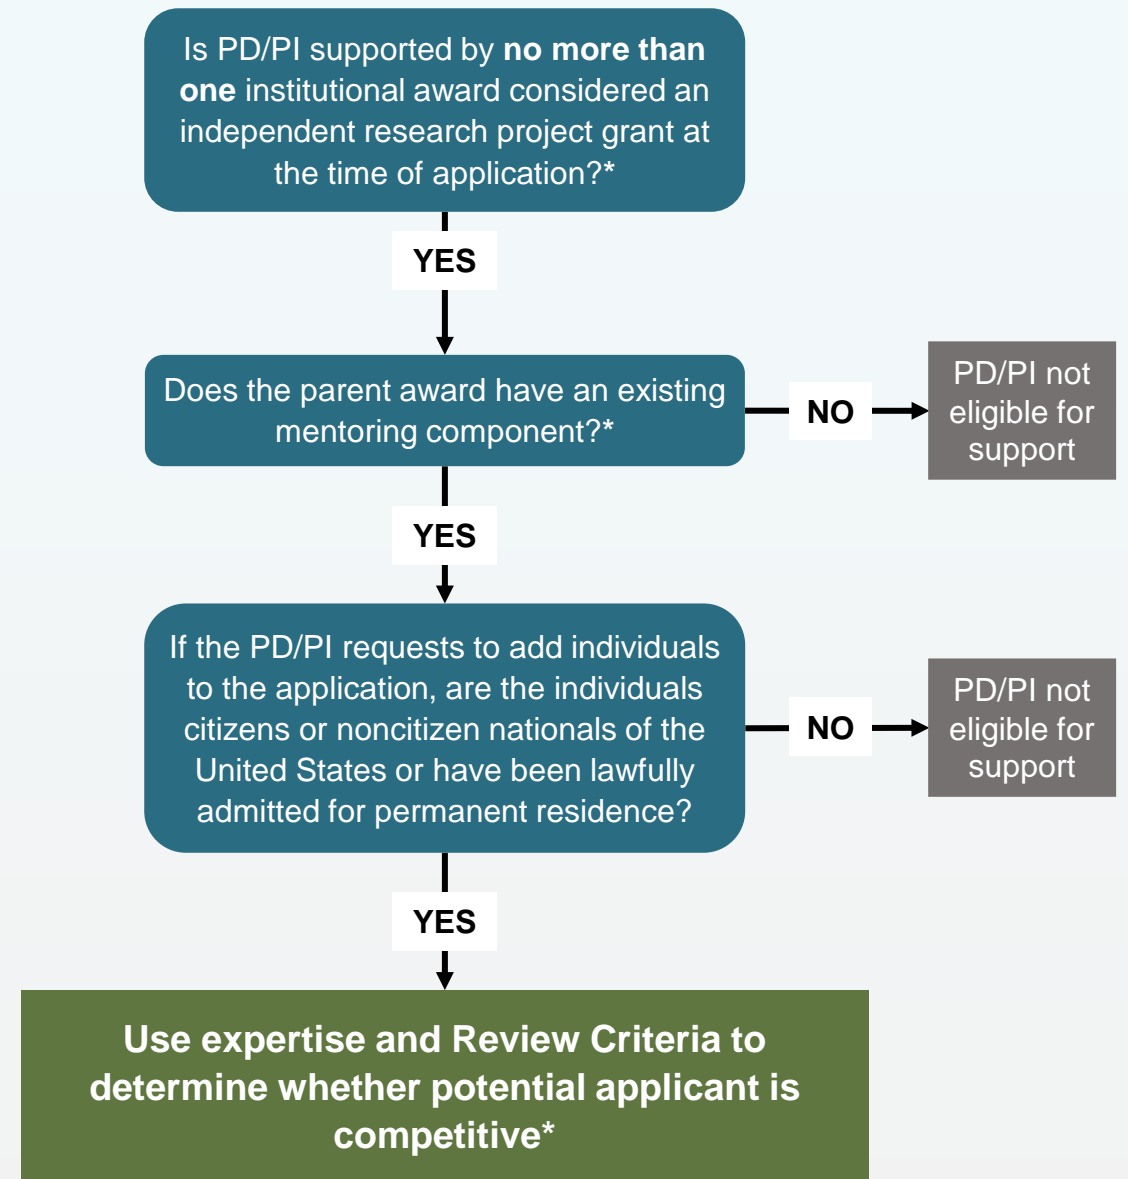 Is PD/PI supported by no more than
one institutional award considered an
independent research project grant at
the time of application?*
YES
Does the parent award have an existing
mentoring component?*
NO
PD/PI not
eligible for
support
YES
If the PD/PI requests to add individuals
to the application, are the individuals
citizens or noncitizen nationals of the
United States or have been lawfully
admitted for permanent residence?
NO
PD/PI not
eligible for
support
YES
Use expertise and Review Criteria to
determine whether potential applicant is
competitive*